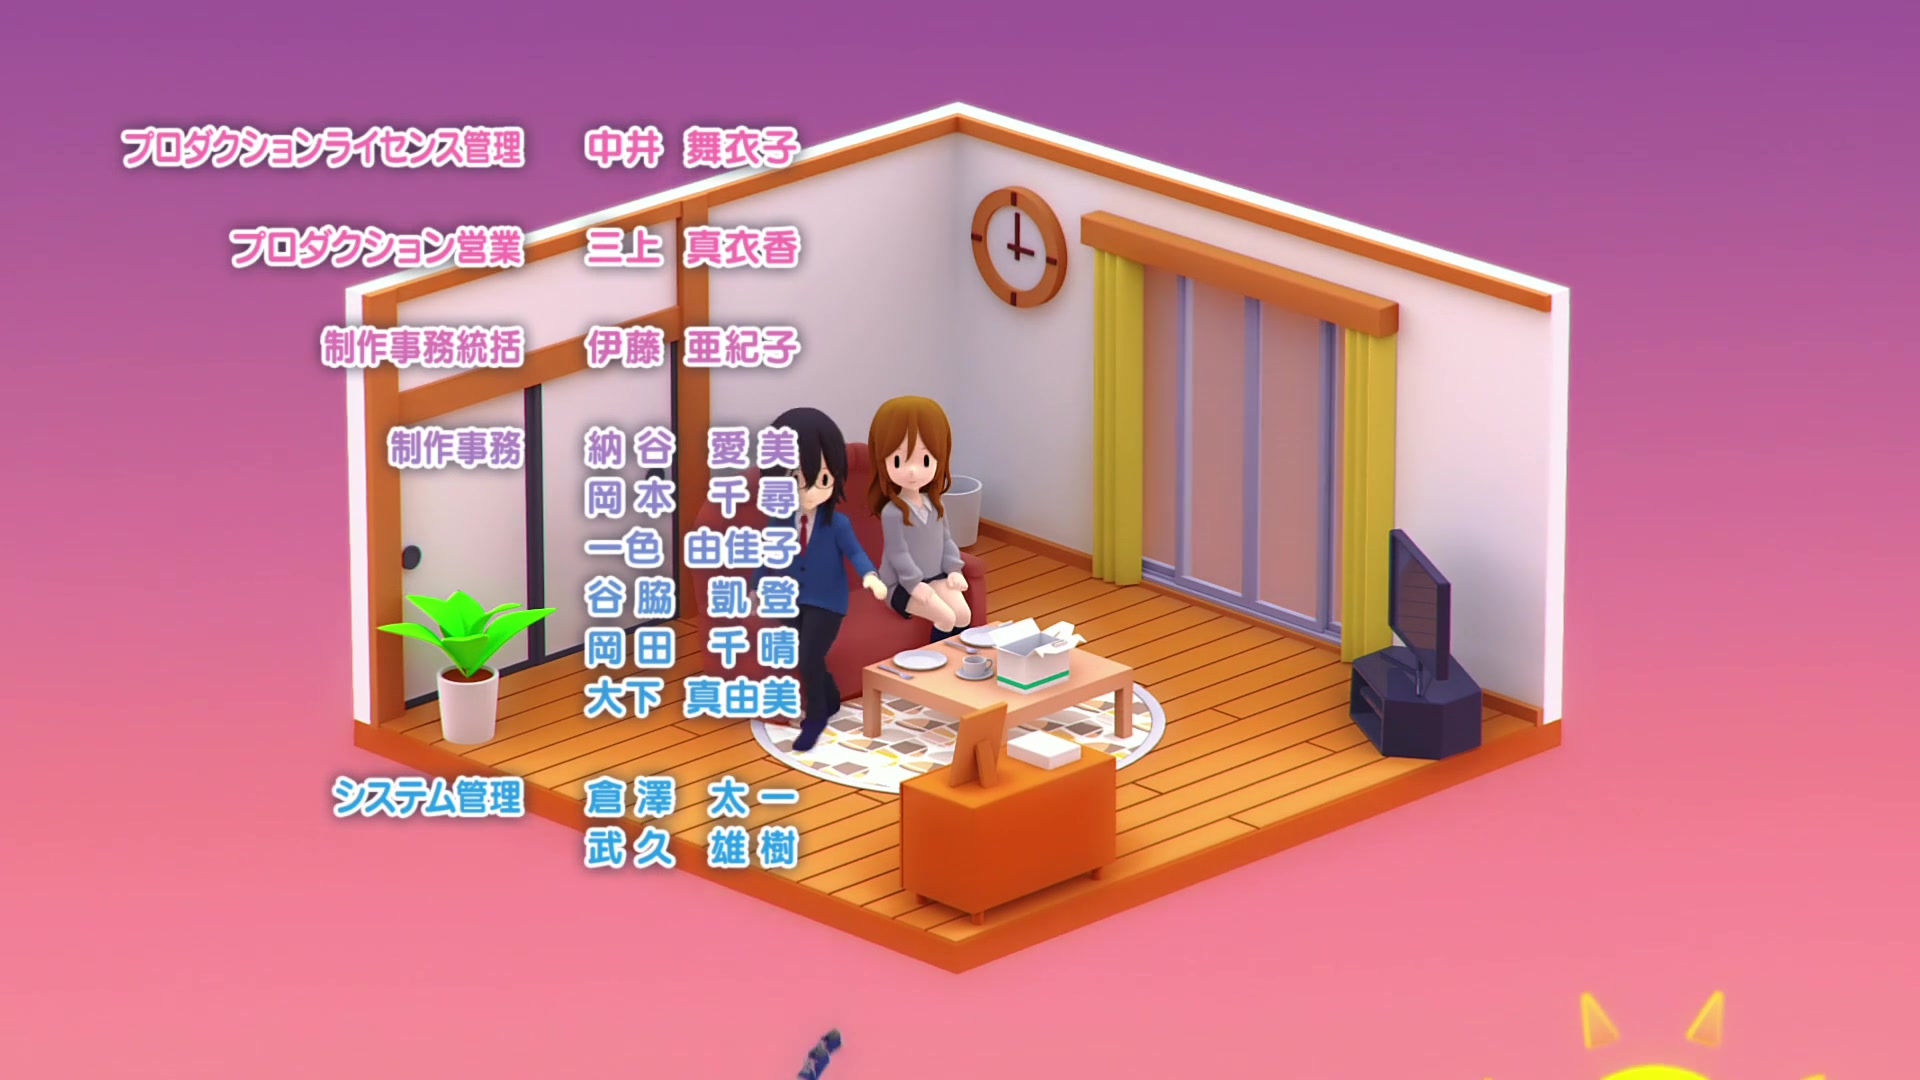 プロダクションライセンス管理 中井 舞衣子
プロダクション営業 三上 真衣香
制作事務統括 伊藤 亜紀子
制作事務 納谷 愛美
岡本 千尋
一色 由佳子
谷脇 凱登
岡田 千晴
大下 真由美
システム管理 倉澤 太一
武久 雄樹